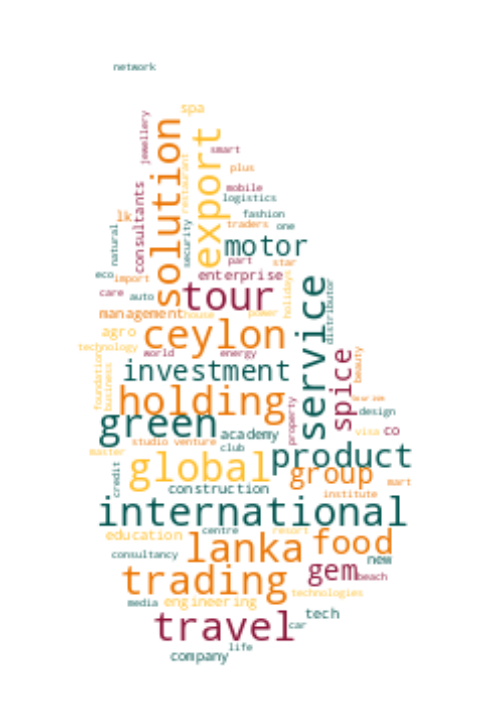 network
spa
jewellery
solution
export
restaurant
smart
plus
consultants
mobile
logistics
lk
fashion
traders
one
natural
security
motor
part
star
eco
import
enterprise
care
auto
tour
holidays
service
distributor
management
house
power
agro
ceylon
technology
world
energy
spice
beauty
foundation
business
investment
holding
property
tourism
design
green
academy
visa
co
studio
venture
club
master
product
credit
global
group
mart
construction
institute
international
education
centre
resort
lanka
food
consultancy
new
gem
beach
trading
technologies
media
engineering
tech
travel
car
life
company